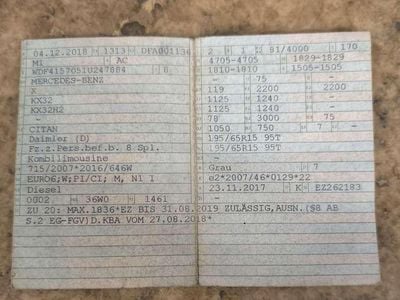 04.12.2018 1313 DFA001136
M1 AC
WDF4157051U247884 8
MERCEDES-BENZ
K
KX32
KX32H2
-
CITAN
Daimler (D)
Fz.z.Pers.bef.b. 8 Spl.
Kombilimousine
715/2007*2016/646W
EURO6;W;PI/CI; M, N1 I
Diesel
0002 36W0 1461
2 1 81/4000 170
4705-4705 1829-1829
1810-1810 1505-1505
- 75 -
119 2200 2200
1125 1240 -
1125 1240 -
78 3000 75
1050 750 7 -
195/65R15 95T
195/65R15 95T
-
Grau 7
e2*2007/46*0129*22
23.11.2017 K EZ262183
ZU 20: MAX.1836*EZ BIS 31.08.2019 ZULÄSSIG,AUSN.(§8 AB
S.2 EG-FGV)D.KBA VOM 27.08.2018*